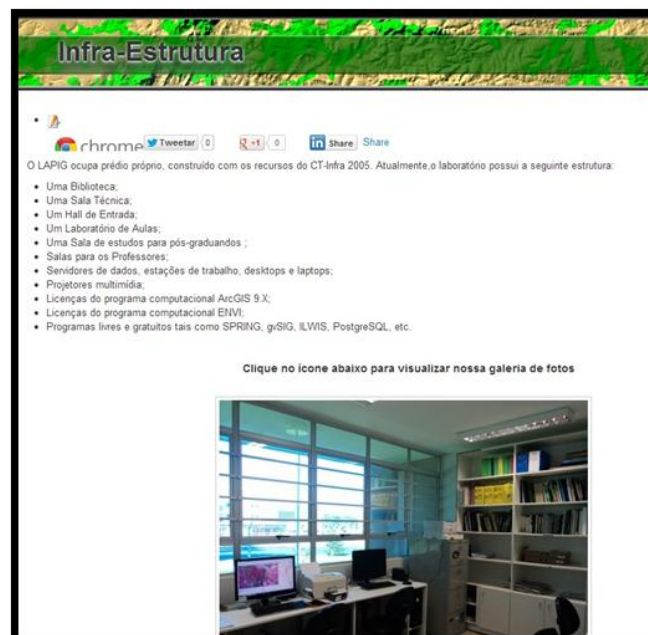 Infra-Estrutura
chrome Tweetar 0 +1 0 in Share Share
O LAPIG ocupa prédio próprio, construído com os recursos do CT-Infra 2005. Atualmente,o laboratório possui a seguinte estrutura:
Uma Biblioteca;
Uma Sala Técnica;
Um Hall de Entrada;
Um Laboratório de Aulas;
Uma Sala de estudos para pós-graduandos ;
Salas para os Professores;
Servidores de dados, estações de trabalho, desktops e laptops;
Projetores multimídia;
Licenças do programa computacional ArcGIS 9.X;
Licenças do programa computacional ENVI;
Programas livres e gratuitos tais como SPRING, gvSIG, ILWIS, PostgreSQL, etc.
Clique no ícone abaixo para visualizar nossa galeria de fotos